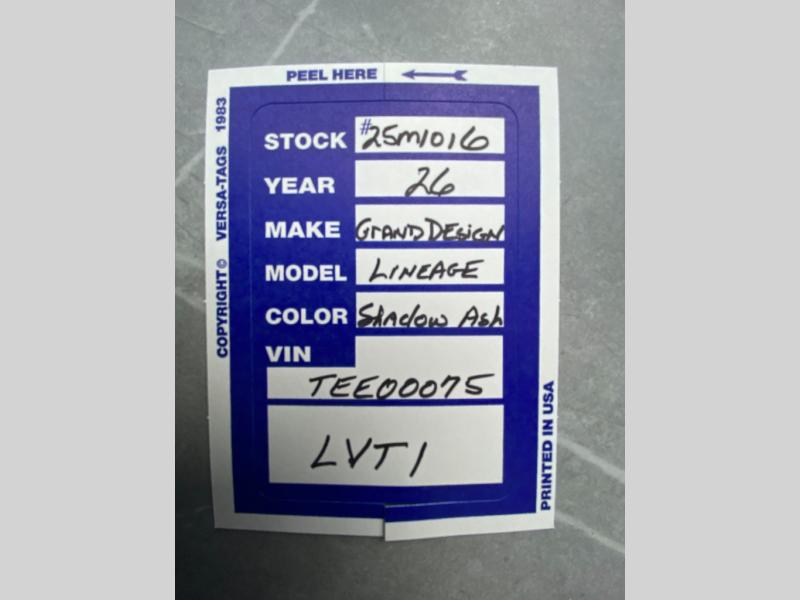 PEEL HERE
COPYRIGHT© VERSA-TAGS 1983
STOCK #25M1016
YEAR 26
MAKE GRAND DESIGN
MODEL LINEAGE
COLOR Shadow Ash
VIN
TEE00075
LVT1
PRINTED IN USA